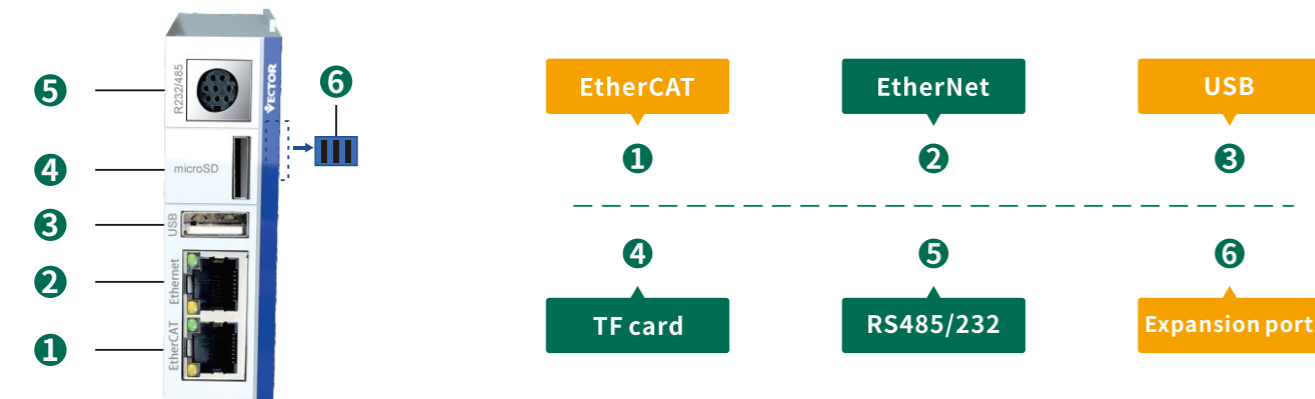 5
R232/485
VECTOR
6
4
microSD
3
USB
2
Ethernet
1
EtherCAT
EtherCAT
EtherNet
USB
1
2
3
4
5
6
TF card
RS485/232
Expansion port